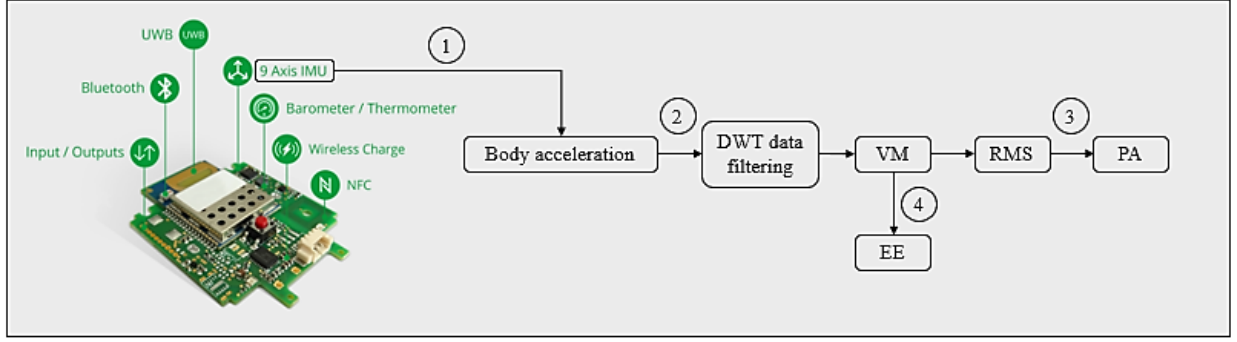 UWB
UWB
1
9 Axis IMU
Bluetooth
Barometer / Thermometer
2
3
Input / Outputs
Wireless Charge
Body acceleration
DWT data
filtering
VM
RMS
PA
NFC
4
EE